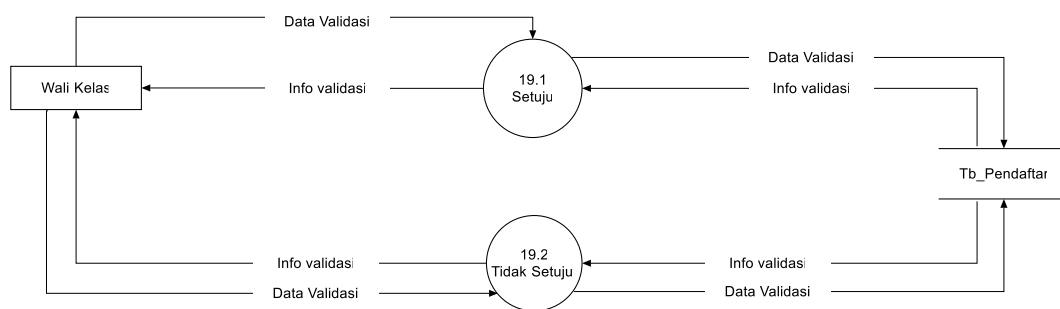 Data Validasi
Data Validasi
Wali Kelas
Info validasi
19.1
Setuju
Info validasi
Tb_Pendaftar
Info validasi
19.2
Tidak Setuju
Info validasi
Data Validasi
Data Validasi